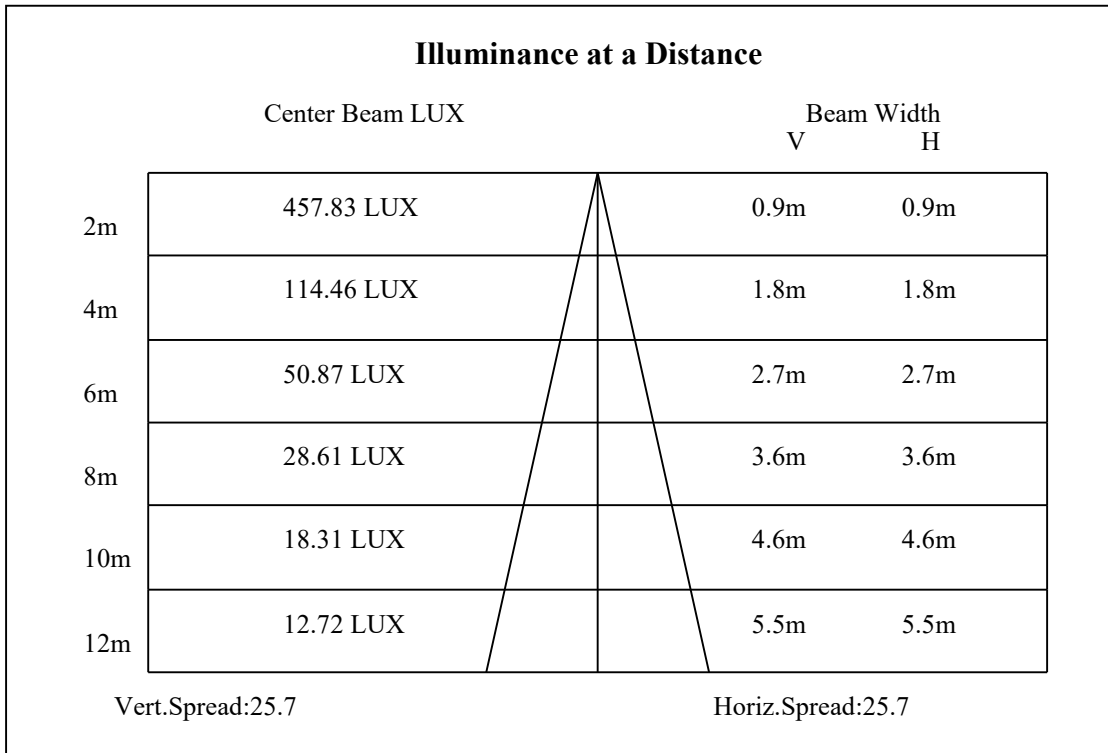 Illuminance at a Distance
Center Beam LUX Beam Width
V H
2m 457.83 LUX 0.9m 0.9m
4m 114.46 LUX 1.8m 1.8m
6m 50.87 LUX 2.7m 2.7m
8m 28.61 LUX 3.6m 3.6m
10m 18.31 LUX 4.6m 4.6m
12m 12.72 LUX 5.5m 5.5m
Vert.Spread:25.7 Horiz.Spread:25.7